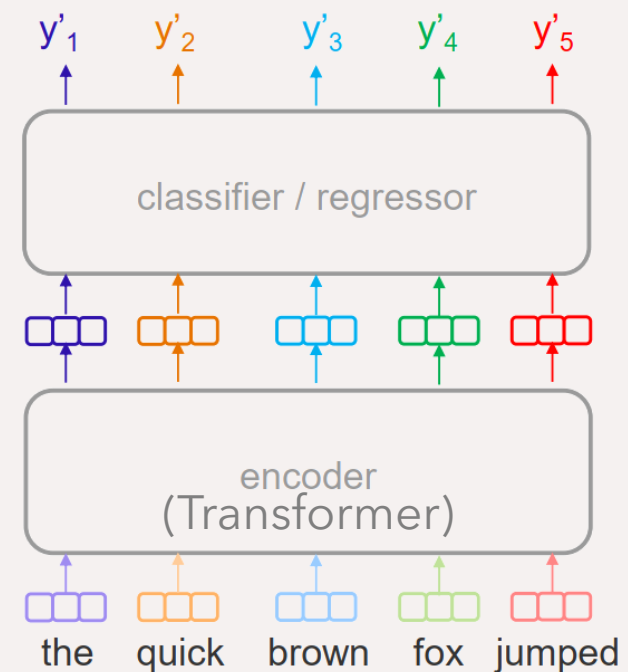 y’1 y’2 y’3 y’4 y’5
classifier / regressor
encoder
(Transformer)
the quick brown fox jumped